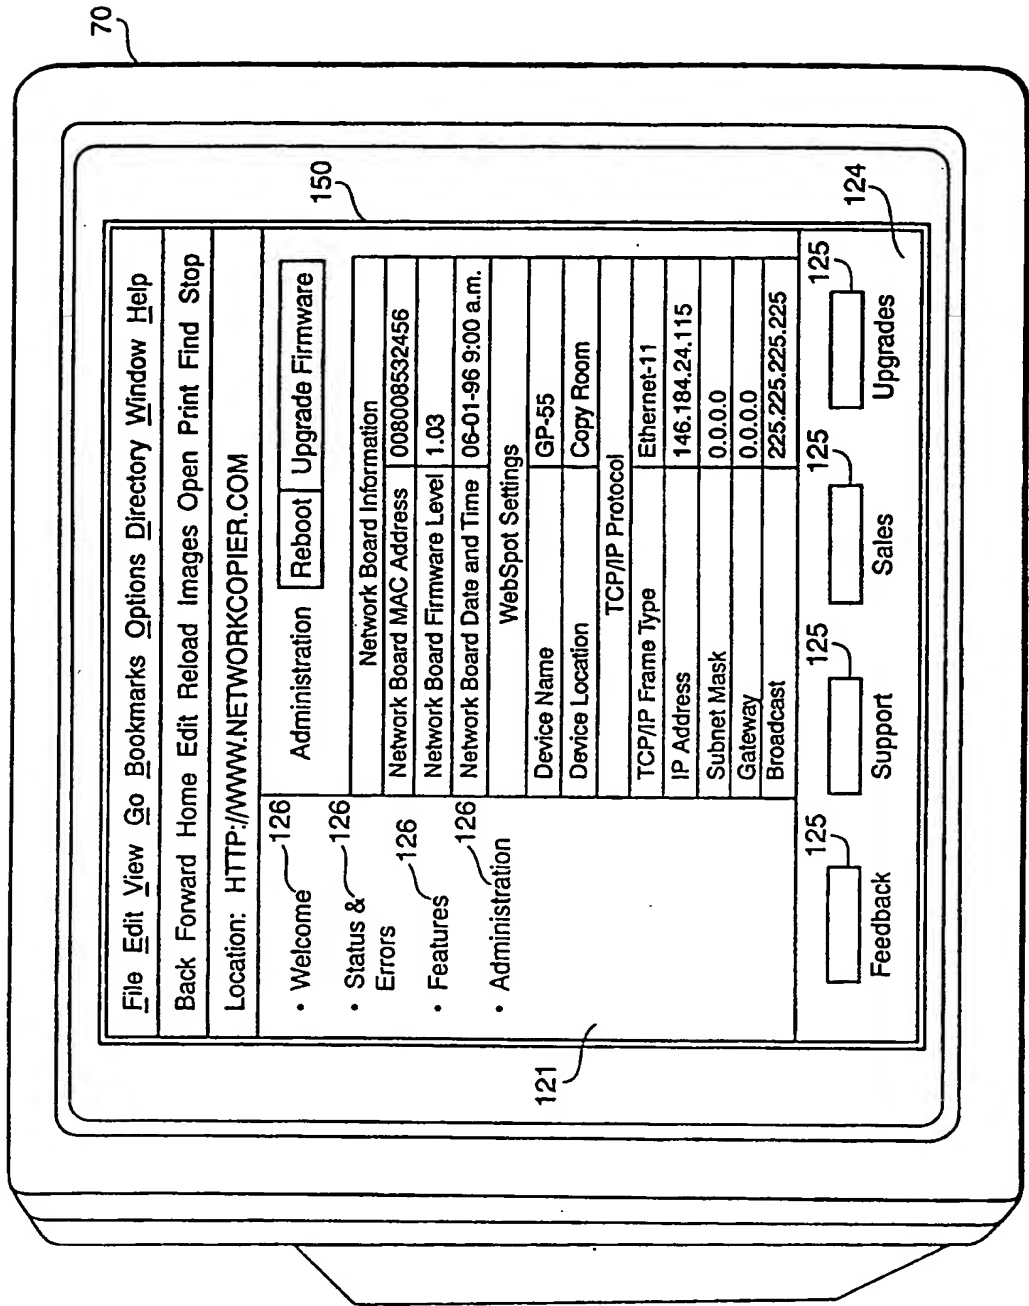 70
150
File Edit View Go Bookmarks Options Directory Window Help
Back Forward Home Edit Reload Images Open Print Find Stop
Location: HTTP://WWW.NETWORKCOPIER.COM
• Welcome 126
• Status & 126
Errors
• Features 126
• Administration 126
121
Administration Reboot Upgrade Firmware
Network Board Information
Network Board MAC Address 008008532456
Network Board Firmware Level 1.03
Network Board Date and Time 06-01-96 9:00 a.m.
WebSpot Settings
Device Name GP-55
Device Location Copy Room
TCP/IP Protocol
TCP/IP Frame Type Ethernet-11
IP Address 146.184.24.115
Subnet Mask 0.0.0.0
Gateway 0.0.0.0
Broadcast 225.225.225.225
125 125 125 125
Feedback Support Sales Upgrades
124